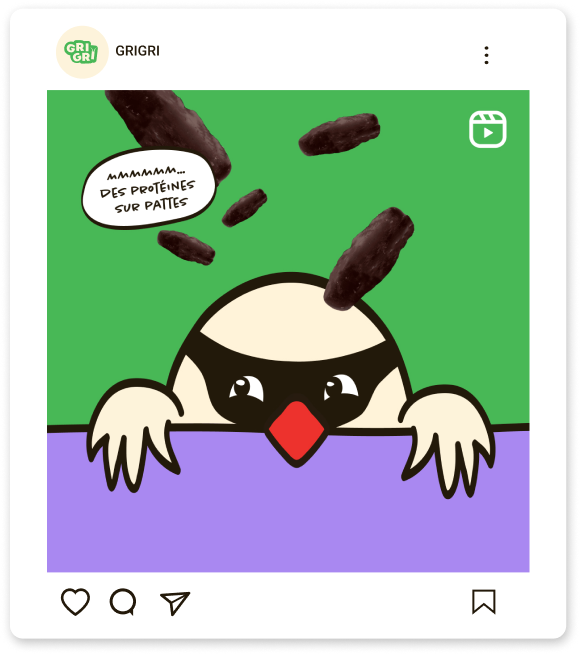 GRI
GRI
GRIGRI
MMMMMM...
DES PROTÉINES
SUR PATTES